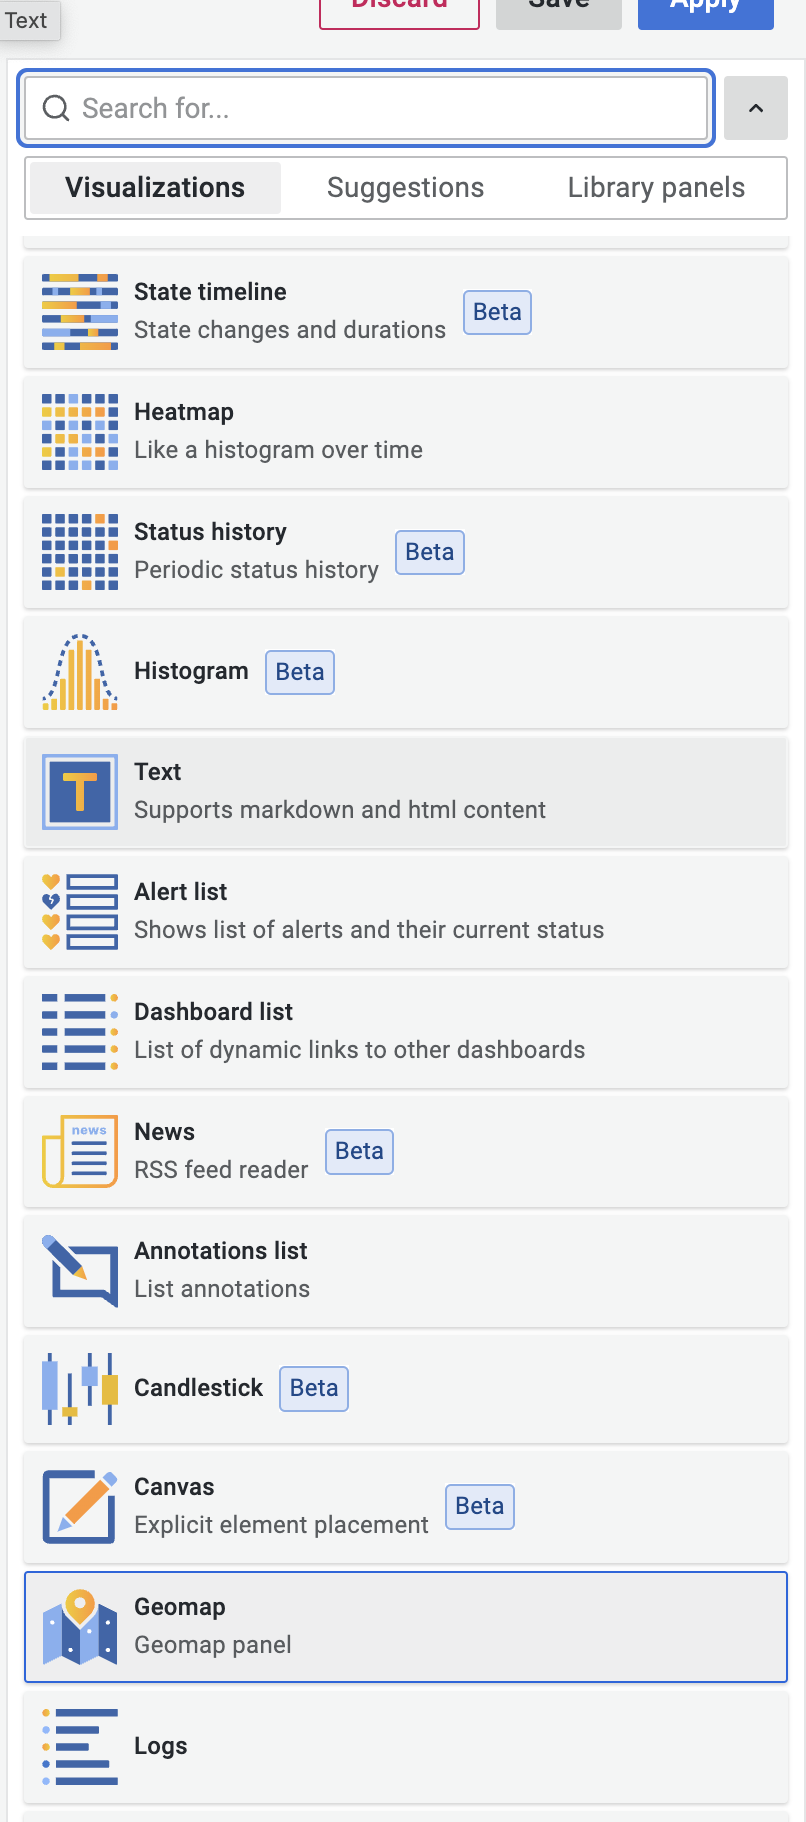 Text
Discard
Save
Apply
Search for...
Visualizations
Suggestions
Library panels
State timeline
State changes and durations
Beta
Heatmap
Like a histogram over time
Status history
Periodic status history
Beta
Histogram
Beta
T
Text
Supports markdown and html content
Alert list
Shows list of alerts and their current status
Dashboard list
List of dynamic links to other dashboards
news
News
RSS feed reader
Beta
Annotations list
List annotations
Candlestick
Beta
Canvas
Explicit element placement
Beta
Geomap
Geomap panel
Logs